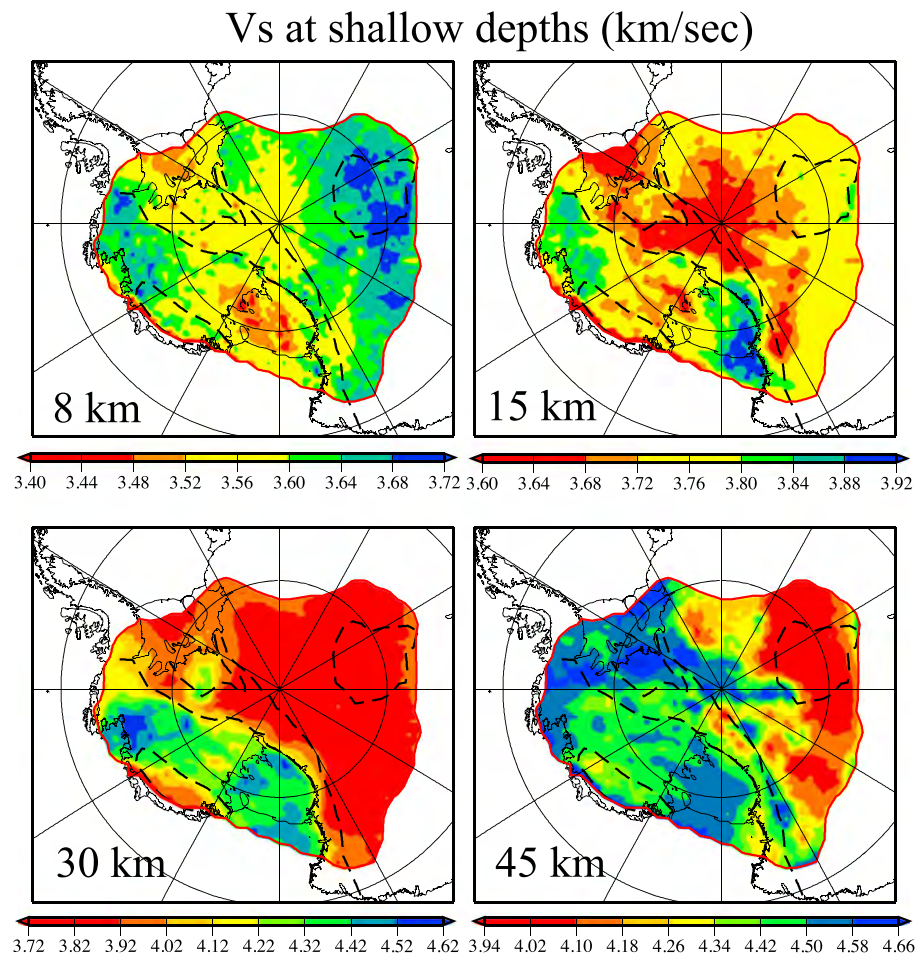 Vs at shallow depths (km/sec)
8 km
15 km
3.40 3.44 3.48 3.52 3.56 3.60 3.64 3.68 3.72
3.60 3.64 3.68 3.72 3.76 3.80 3.84 3.88 3.92
30 km
45 km
3.72 3.82 3.92 4.02 4.12 4.22 4.32 4.42 4.52 4.62
3.94 4.02 4.10 4.18 4.26 4.34 4.42 4.50 4.58 4.66